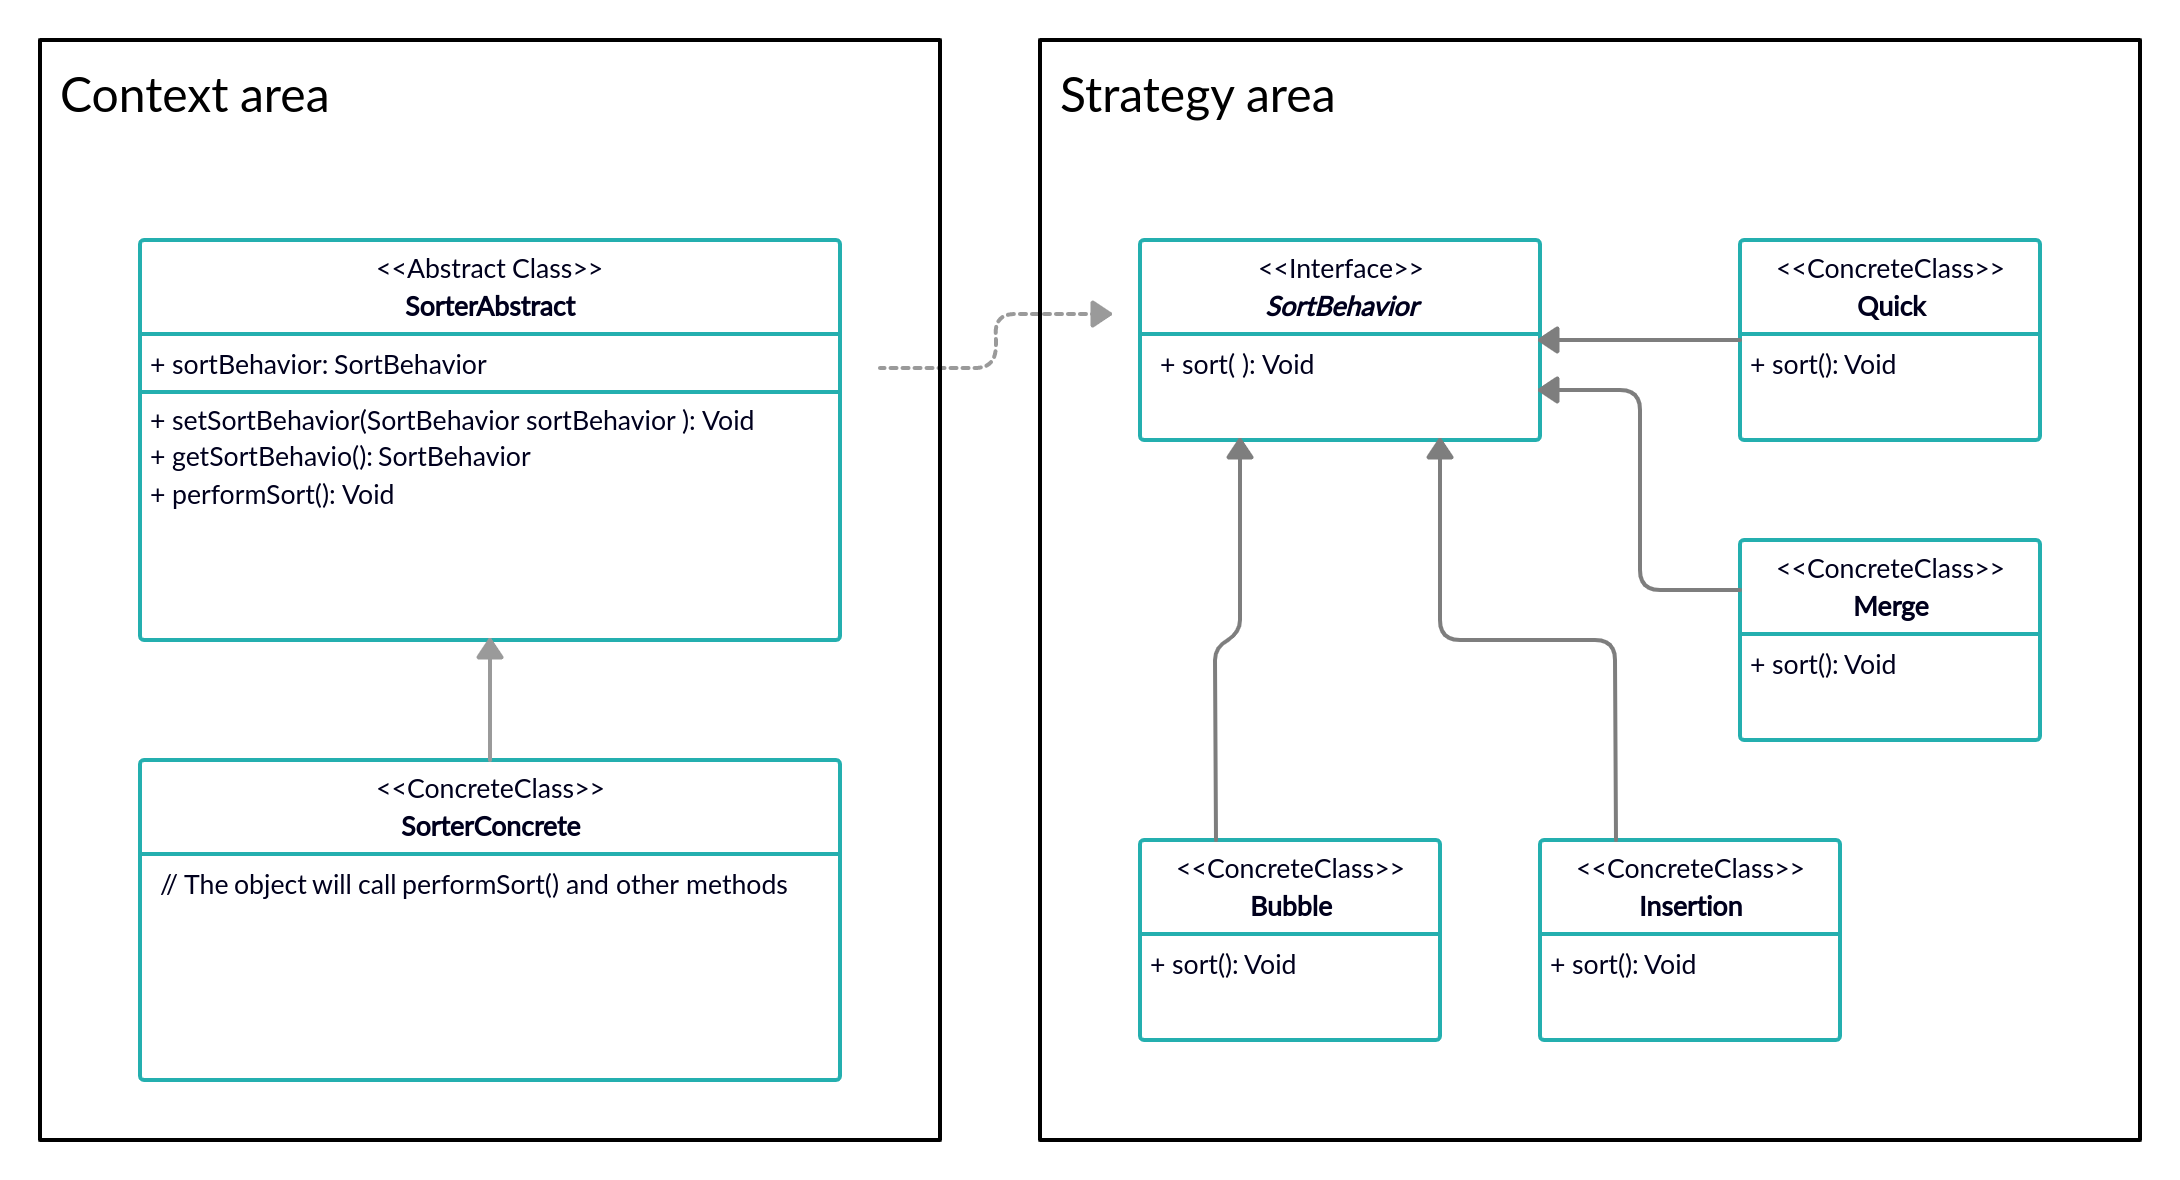 Context area
<<Abstract Class>>
SorterAbstract
+ sortBehavior: SortBehavior
+ setSortBehavior(SortBehavior sortBehavior ): Void
+ getSortBehavio(): SortBehavior
+ performSort(): Void
<<ConcreteClass>>
SorterConcrete
// The object will call performSort() and other methods
Strategy area
<<Interface>>
SortBehavior
+ sort( ): Void
<<ConcreteClass>>
Quick
+ sort(): Void
<<ConcreteClass>>
Merge
+ sort(): Void
<<ConcreteClass>>
Bubble
+ sort(): Void
<<ConcreteClass>>
Insertion
+ sort(): Void